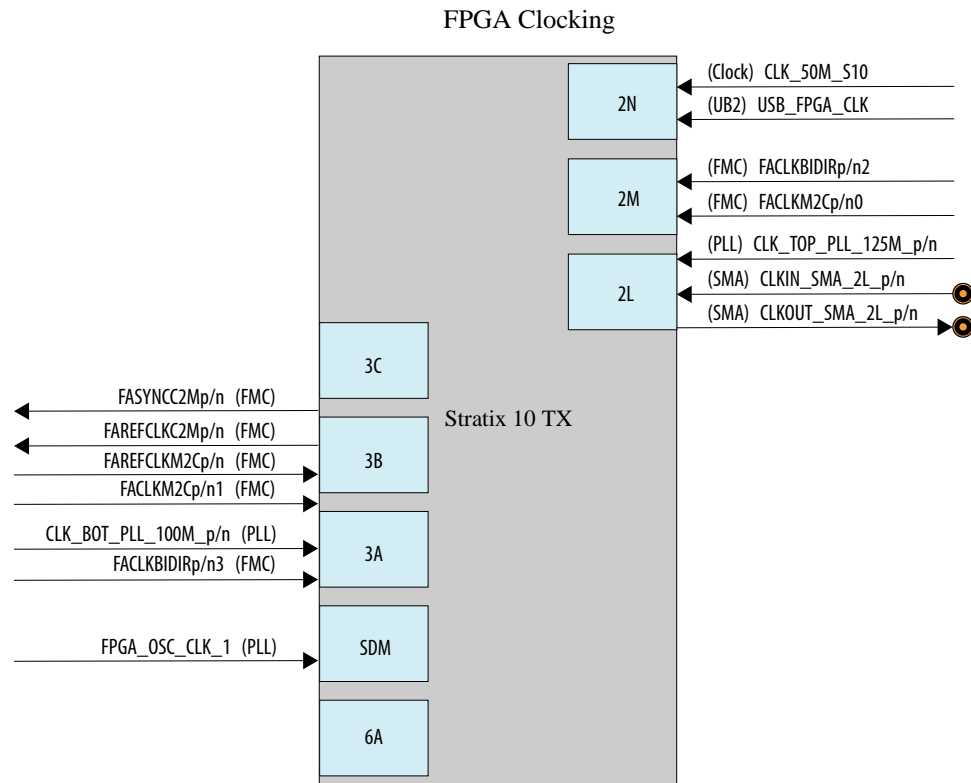 FPGA Clocking
2N
(Clock) CLK_50M_S10
(UB2) USB_FPGA_CLK
2M
(FMC) FACLKBIDIRp/n2
(FMC) FACLKM2Cp/n0
2L
(PLL) CLK_TOP_PLL_125M_p/n
(SMA) CLKIN_SMA_2L_p/n
(SMA) CLKOUT_SMA_2L_p/n
3C
Stratix 10 TX
FASYNCC2Mp/n (FMC)
FAREFCLKC2Mp/n (FMC)
FAREFCLKM2Cp/n (FMC)
FACLKM2Cp/n1 (FMC)
3B
CLK_BOT_PLL_100M_p/n (PLL)
FACLKBIDIRp/n3 (FMC)
3A
FPGA_OSC_CLK_1 (PLL)
SDM
6A